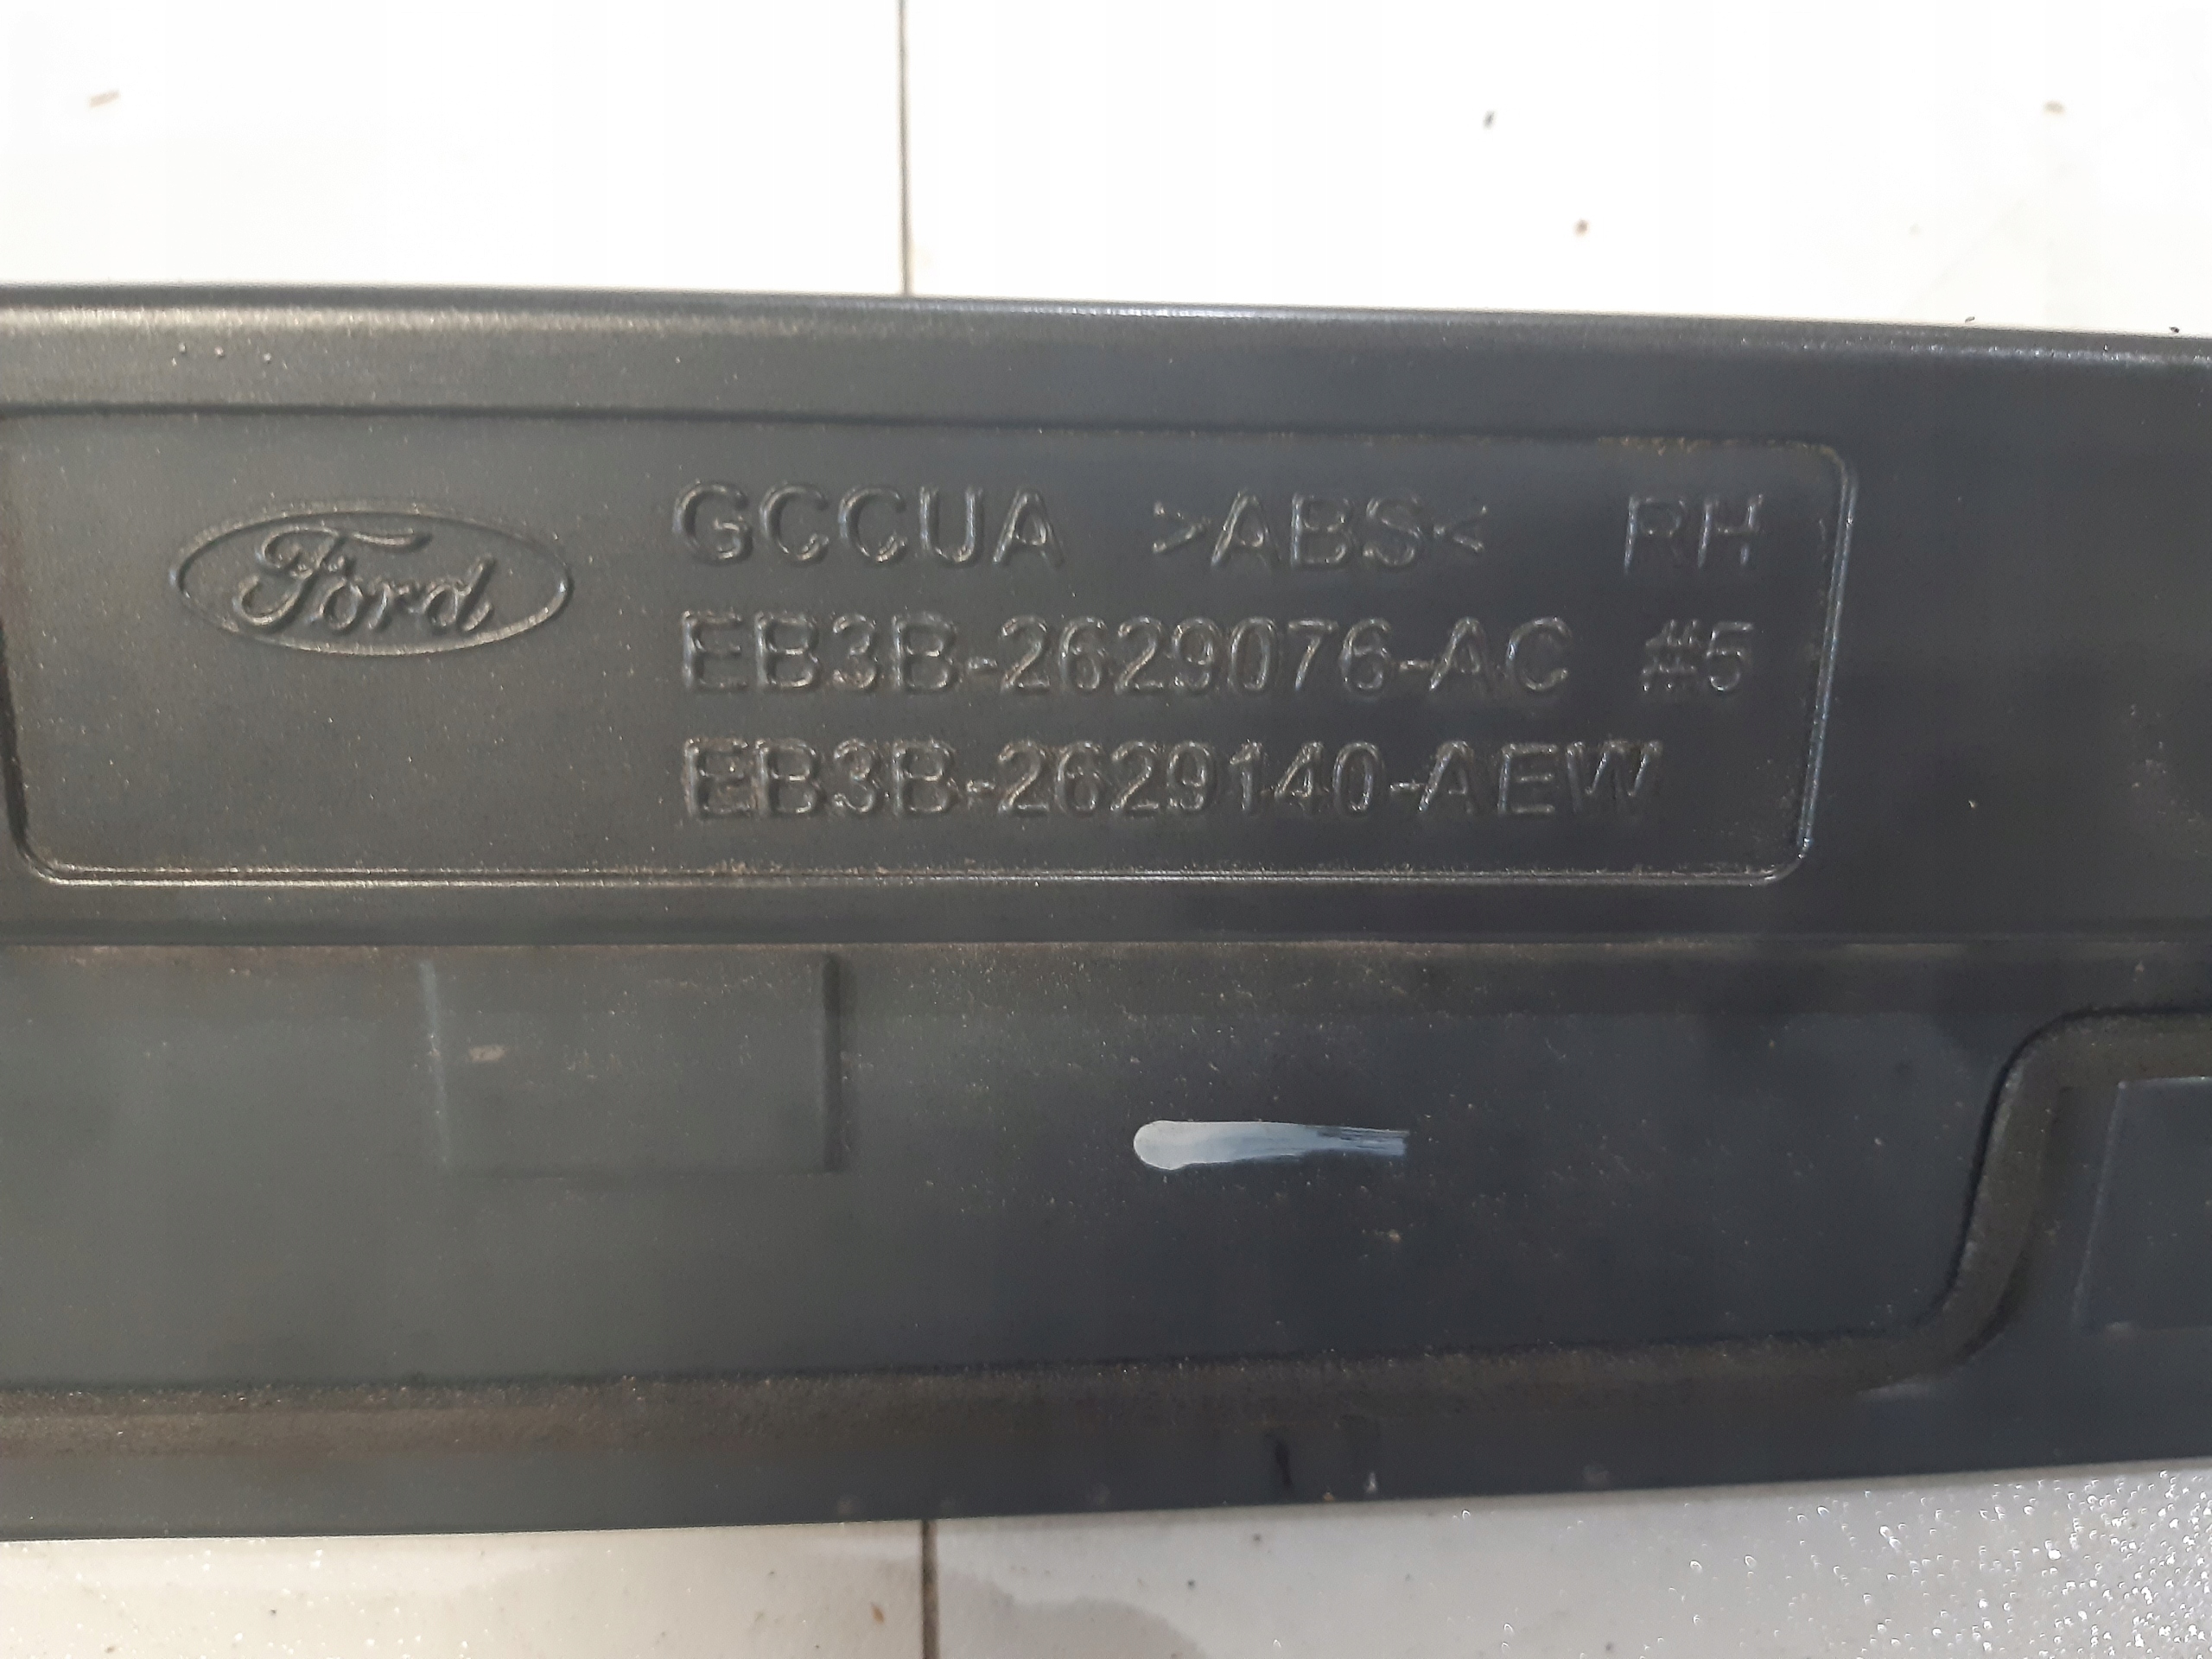 Ford
GCCUA >ABS< RH
EB3B-2629076-AC #5
EB3B-2629140-AEW